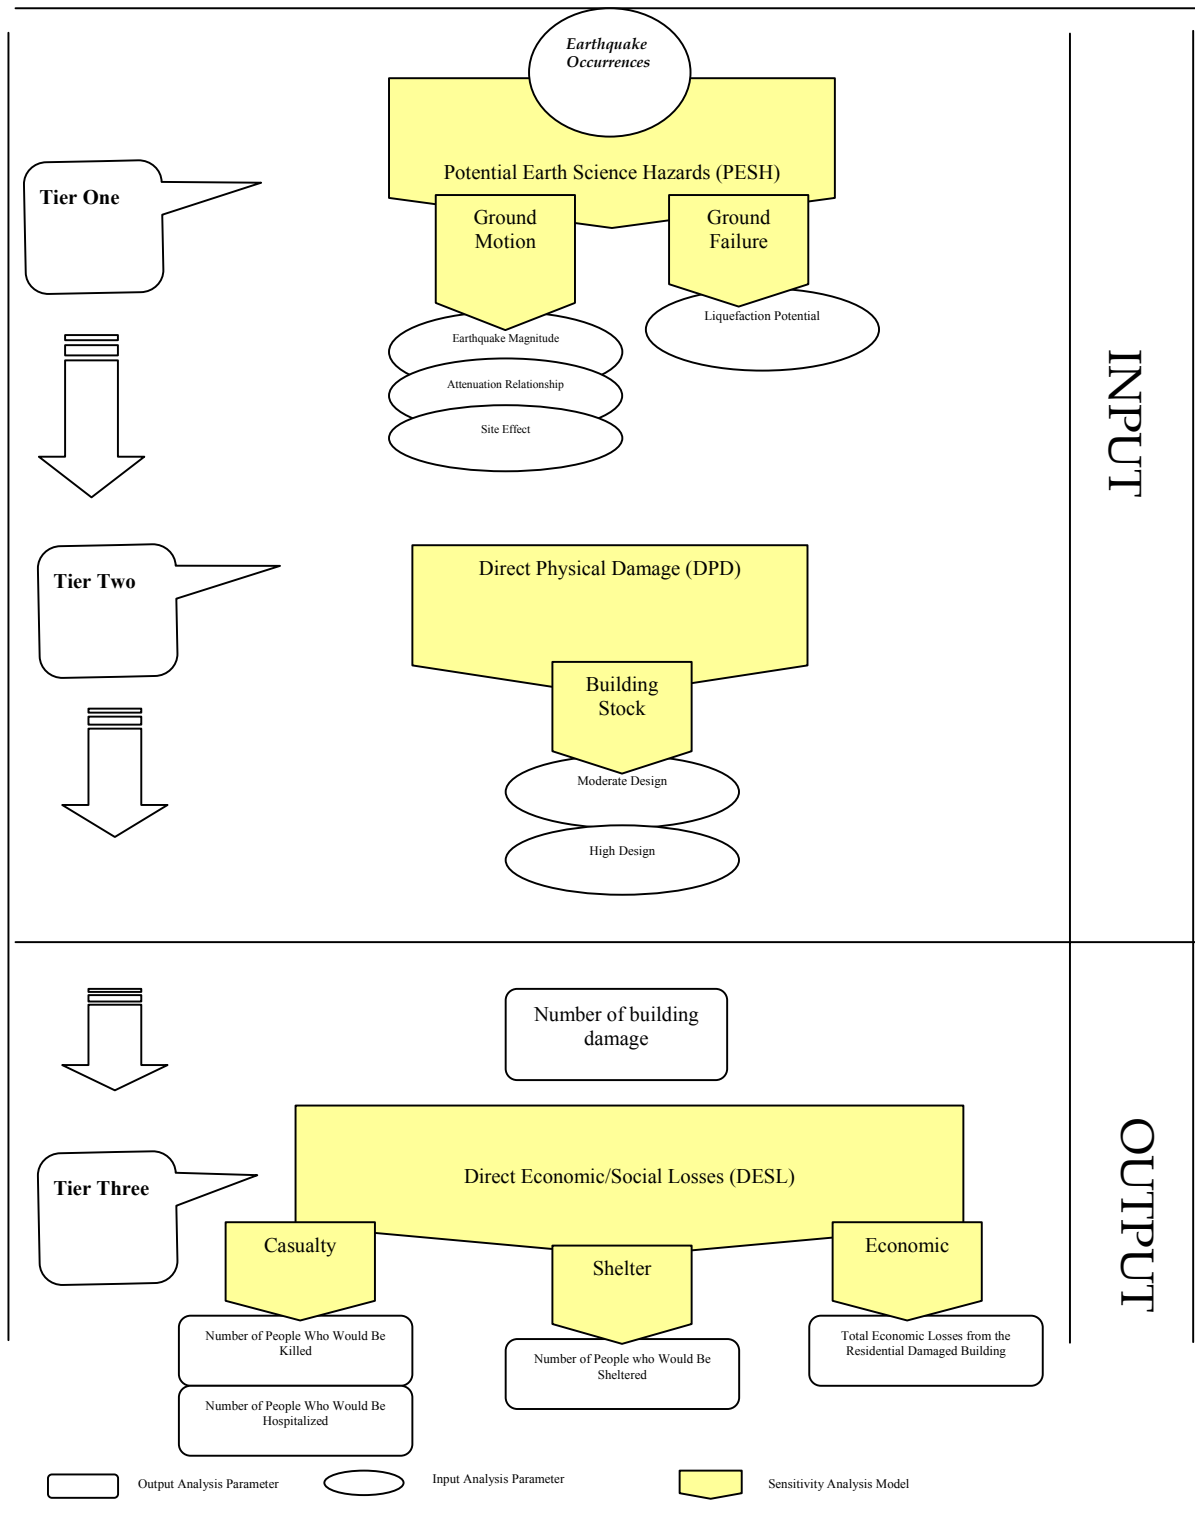 Earthquake
Occurrences
Potential Earth Science Hazards (PESH)
Tier One
Ground
Motion
Ground
Failure
Liquefaction Potential
Earthquake Magnitude
Attenuation Relationship
Site Effect
INPUT
Tier Two
Direct Physical Damage (DPD)
Building
Stock
Moderate Design
High Design
Number of building
damage
Tier Three
Direct Economic/Social Losses (DESL)
OUTPUT
Casualty
Shelter
Economic
Number of People Who Would Be
Killed
Number of People who Would Be
Sheltered
Total Economic Losses from the
Residential Damaged Building
Number of People Who Would Be
Hospitalized
Output Analysis Parameter
Input Analysis Parameter
Sensitivity Analysis Model